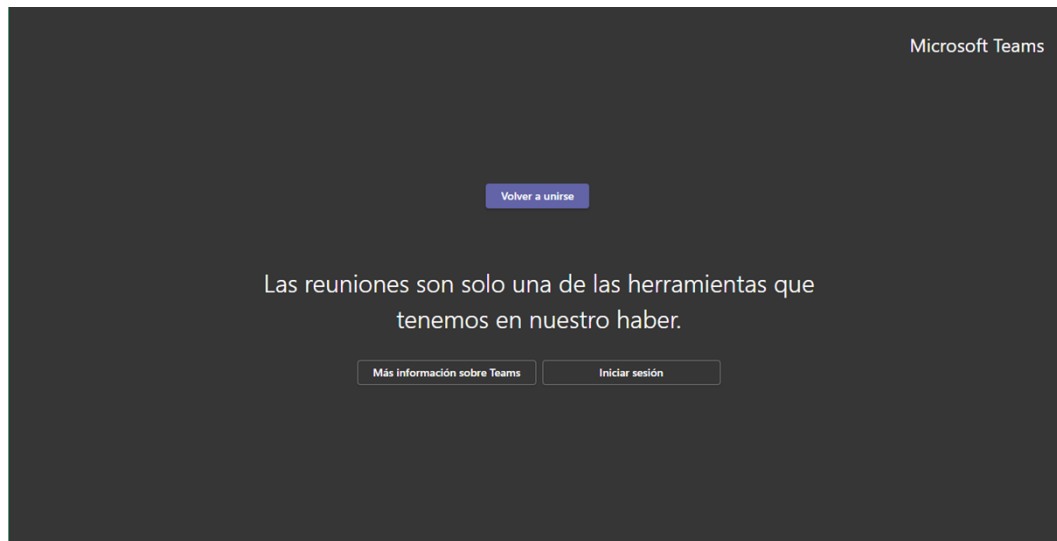 Microsoft Teams
Volver a unirse
Las reuniones son solo una de las herramientas que
tenemos en nuestro haber.
Más información sobre Teams
Iniciar sesión